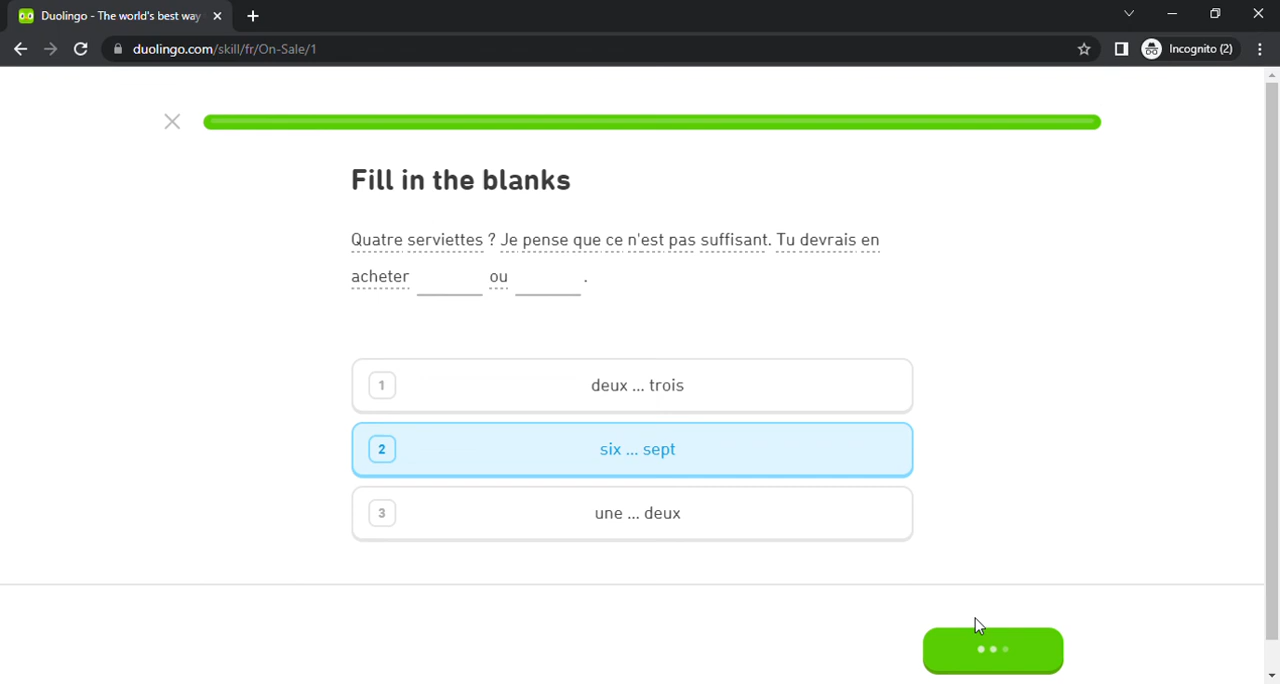 Duolingo - The world's best way
duolingo.com/skill/fr/On-Sale/1
Incognito (2)
Fill in the blanks
Quatre serviettes ? Je pense que ce n'est pas suffisant. Tu devrais en
acheter ______ ou ______ .
1 deux ... trois
2 six ... sept
3 une ... deux